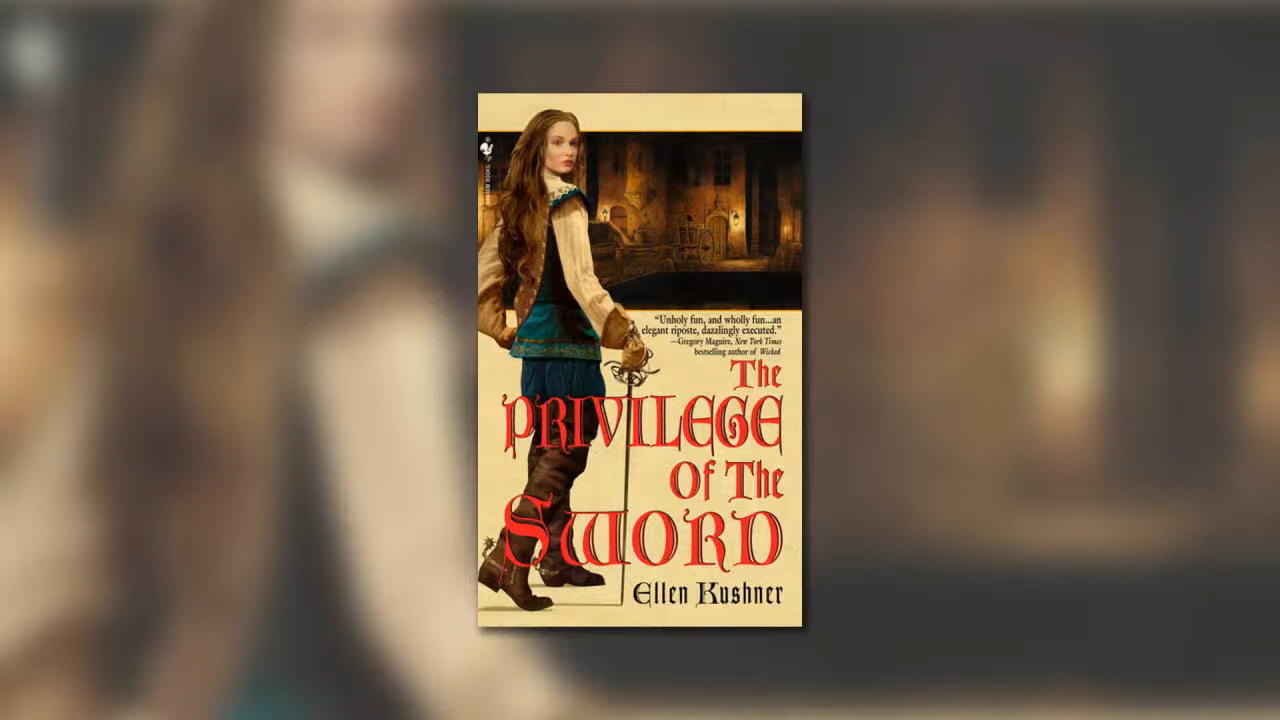 "Unholy fun, and wholly fun...an
elegant riposte, dazzlingly executed."
—Gregory Maguire, New York Times
bestselling author of Wicked
The
PRIVILEGE
Of The
SWORD
Ellen Kushner